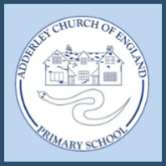 ADDERLEY CHURCH OF ENGLAND
PRIMARY SCHOOL